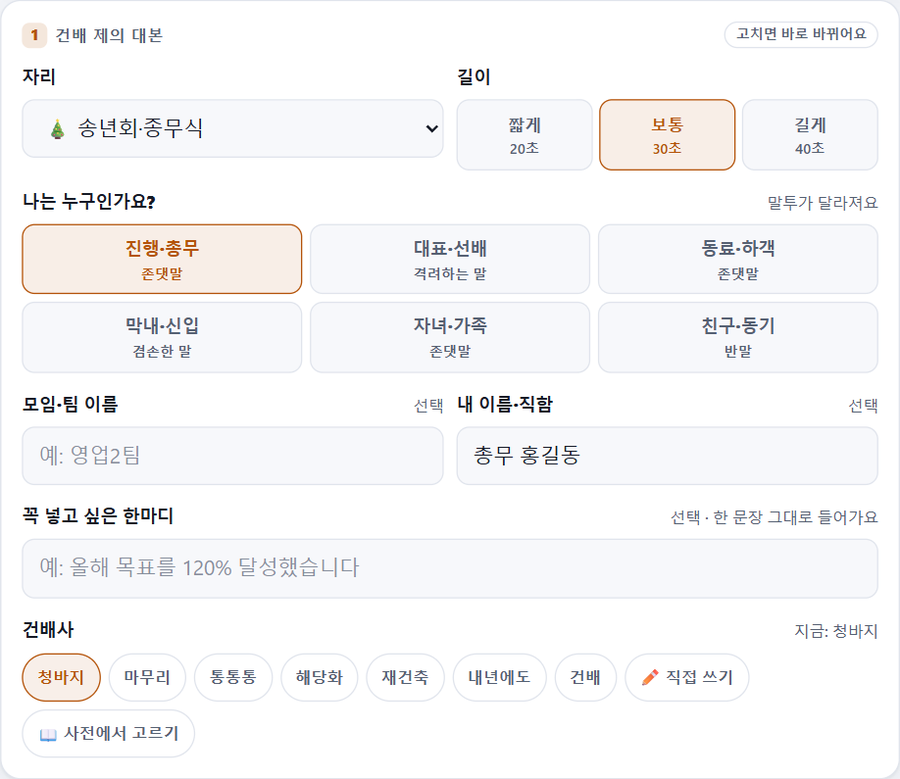 1 건배 제의 대본 고치면 바로 바뀌어요
자리 길이
🎄 송년회·종무식 짧게 보통 길게
20초 30초 40초
나는 누구인가요? 말투가 달라져요
진행·총무 대표·선배 동료·하객
존댓말 격려하는 말 존댓말
막내·신입 자녀·가족 친구·동기
겸손한 말 존댓말 반말
모임·팀 이름 선택 내 이름·직함 선택
예: 영업2팀 총무 홍길동
꼭 넣고 싶은 한마디 선택 · 한 문장 그대로 들어가요
예: 올해 목표를 120% 달성했습니다
건배사 지금: 청바지
청바지 마무리 통통통 해당화 재건축 내년에도 건배 🖍️ 직접 쓰기
📖 사전에서 고르기